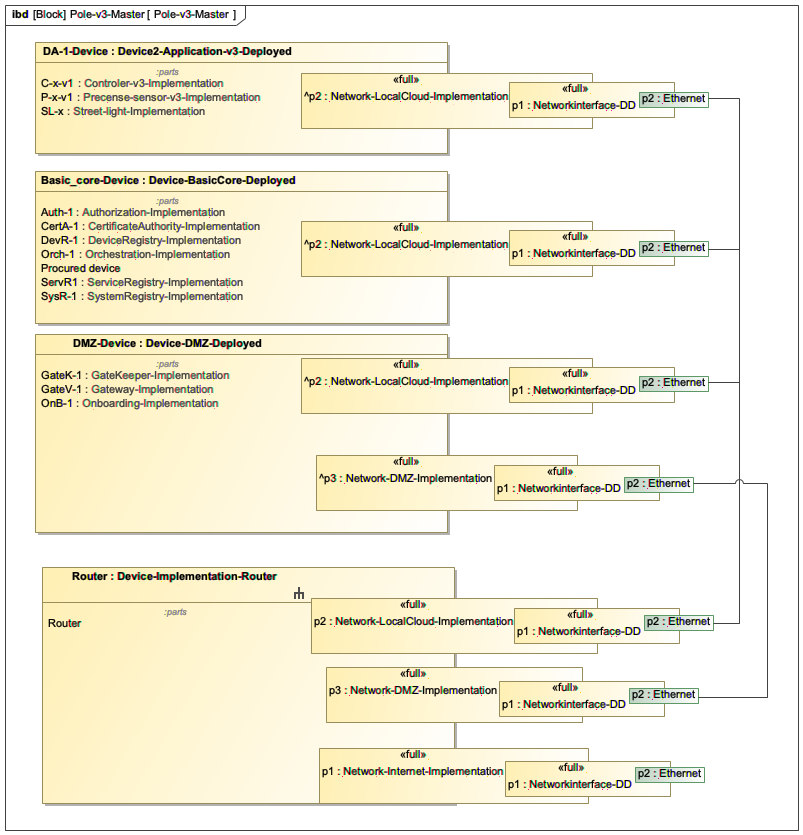 ibd [Block] Pole-v3-Master [ Pole-v3-Master ]
DA-1-Device : Device2-Application-v3-Deployed
:parts
C-x-v1 : Controler-v3-Implementation
P-x-v1 : Precense-sensor-v3-Implementation
SL-x : Street-light-Implementation
«full»
^p2 : Network-LocalCloud-Implementation
«full»
p1 : Networkinterface-DD
p2 : Ethernet
Basic_core-Device : Device-BasicCore-Deployed
:parts
Auth-1 : Authorization-Implementation
CertA-1 : CertificateAuthority-Implementation
DevR-1 : DeviceRegistry-Implementation
Orch-1 : Orchestration-Implementation
Procured device
ServR1 : ServiceRegistry-Implementation
SysR-1 : SystemRegistry-Implementation
«full»
^p2 : Network-LocalCloud-Implementation
«full»
p1 : Networkinterface-DD
p2 : Ethernet
DMZ-Device : Device-DMZ-Deployed
:parts
GateK-1 : GateKeeper-Implementation
GateV-1 : Gateway-Implementation
OnB-1 : Onboarding-Implementation
«full»
^p2 : Network-LocalCloud-Implementation
«full»
p1 : Networkinterface-DD
p2 : Ethernet
«full»
^p3 : Network-DMZ-Implementation
«full»
p1 : Networkinterface-DD
p2 : Ethernet
Router : Device-Implementation-Router
:parts
Router
«full»
p2 : Network-LocalCloud-Implementation
«full»
p1 : Networkinterface-DD
p2 : Ethernet
«full»
p3 : Network-DMZ-Implementation
«full»
p1 : Networkinterface-DD
p2 : Ethernet
«full»
p1 : Network-Internet-Implementation
«full»
p1 : Networkinterface-DD
p2 : Ethernet